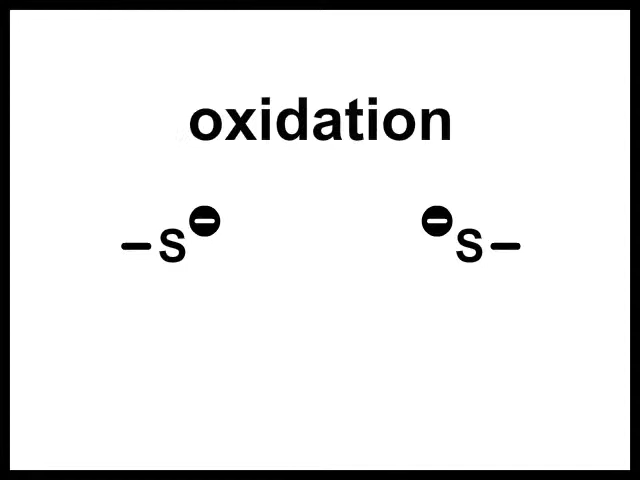 oxidation
–S⊖ ⊖S–